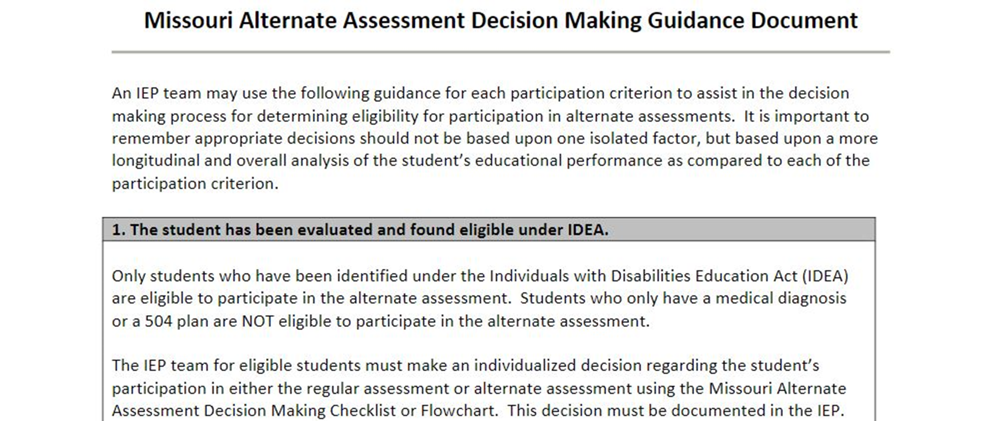 Missouri Alternate Assessment Decision Making Guidance Document
An IEP team may use the following guidance for each participation criterion to assist in the decision
making process for determining eligibility for participation in alternate assessments.  It is important to
remember appropriate decisions should not be based upon one isolated factor, but based upon a more
longitudinal and overall analysis of the student’s educational performance as compared to each of the
participation criterion.
1. The student has been evaluated and found eligible under IDEA.
Only students who have been identified under the Individuals with Disabilities Education Act (IDEA)
are eligible to participate in the alternate assessment.  Students who only have a medical diagnosis
or a 504 plan are NOT eligible to participate in the alternate assessment.
The IEP team for eligible students must make an individualized decision regarding the student’s
participation in either the regular assessment or alternate assessment using the Missouri Alternate
Assessment Decision Making Checklist or Flowchart.  This decision must be documented in the IEP.